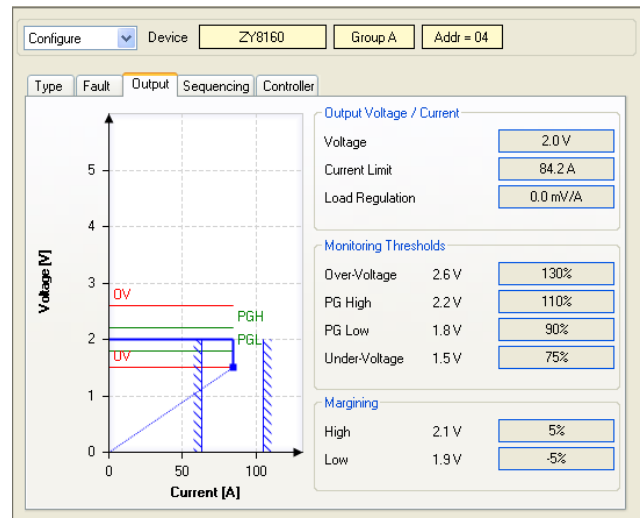 Configure Device ZY8160 Group A Addr = 04
Type Fault Output Sequencing Controller
Voltage [V]
5
4
3
2
1
0
OV
PGH
PGL
OV
0 50 100
Current [A]
Output Voltage / Current
Voltage 2.0 V
Current Limit 84.2 A
Load Regulation 0.0 mV/A
Monitoring Thresholds
Over-Voltage 2.6 V 130%
PG High 2.2 V 110%
PG Low 1.8 V 90%
Under-Voltage 1.5 V 75%
Margining
High 2.1 V 5%
Low 1.9 V -5%